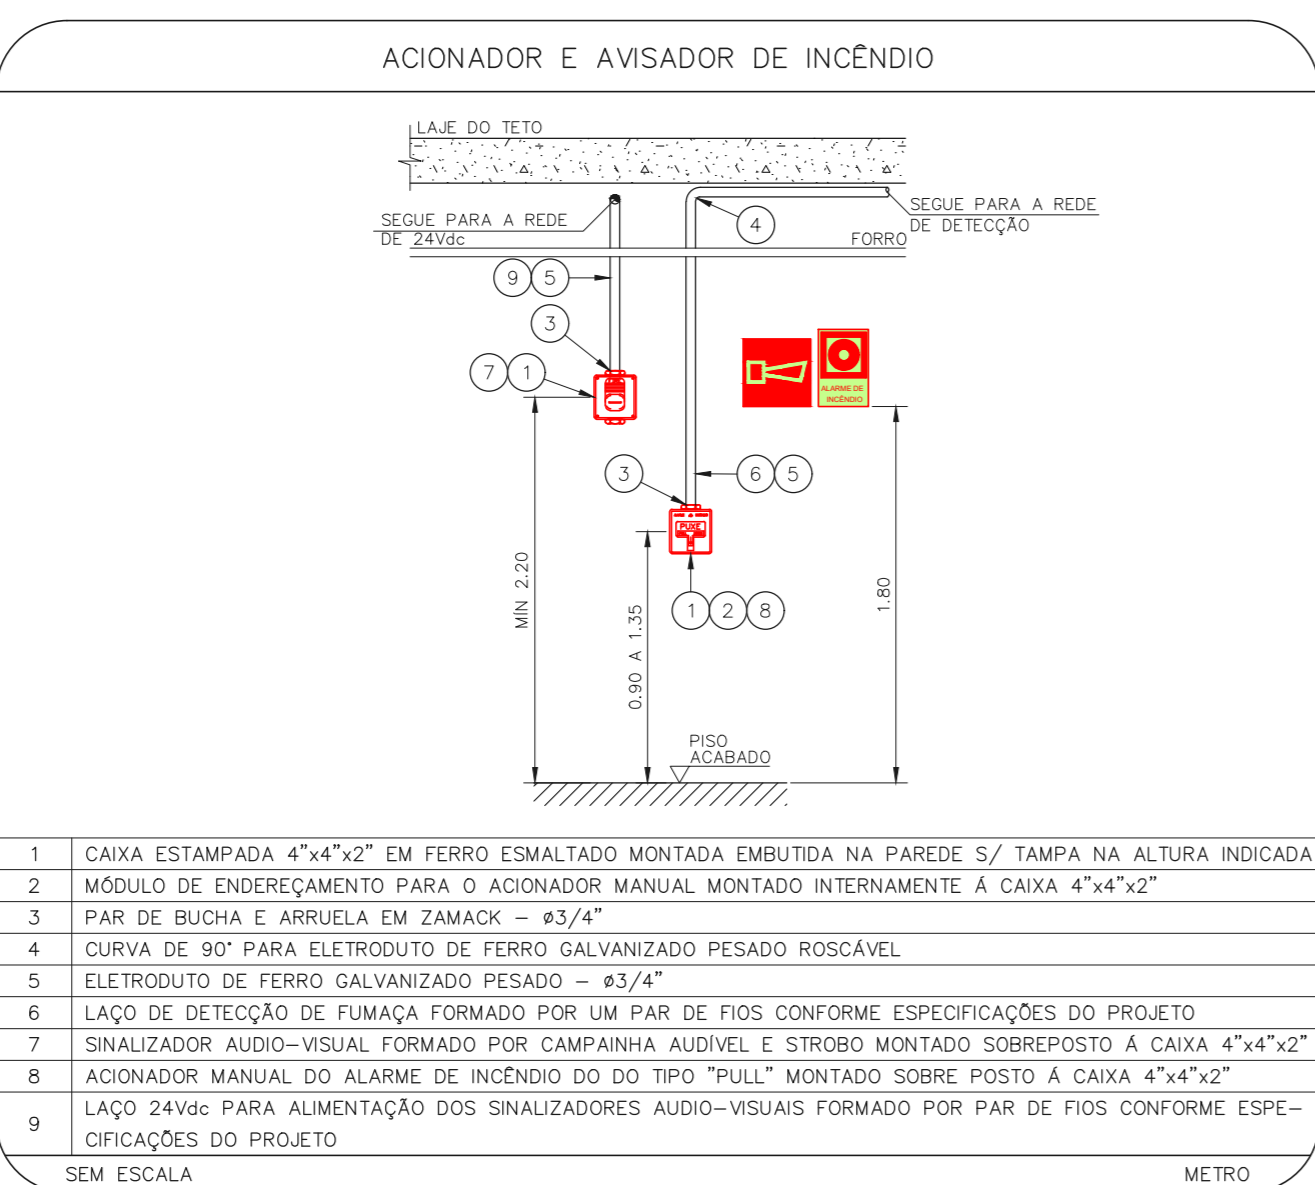 ACIONADOR E AVISADOR DE INCÊNDIO
LAJE DO TETO
SEGUE PARA A REDE
DE 24Vdc
4
SEGUE PARA A REDE
DE DETECÇÃO
FORRO
9 5
3
7 1
ALARME DE
INCÊNDIO
3
6 5
PUXE
1 2 8
MÍN 2.20
0.90 A 1.35
1.80
PISO
ACABADO
1 CAIXA ESTAMPADA 4"x4"x2" EM FERRO ESMALTADO MONTADA EMBUTIDA NA PAREDE S/ TAMPA NA ALTURA INDICADA
2 MÓDULO DE ENDEREÇAMENTO PARA O ACIONADOR MANUAL MONTADO INTERNAMENTE Á CAIXA 4"x4"x2"
3 PAR DE BUCHA E ARRUELA EM ZAMACK – ø3/4"
4 CURVA DE 90° PARA ELETRODUTO DE FERRO GALVANIZADO PESADO ROSCÁVEL
5 ELETRODUTO DE FERRO GALVANIZADO PESADO – ø3/4"
6 LAÇO DE DETECÇÃO DE FUMAÇA FORMADO POR UM PAR DE FIOS CONFORME ESPECIFICAÇÕES DO PROJETO
7 SINALIZADOR AUDIO–VISUAL FORMADO POR CAMPAINHA AUDÍVEL E STROBO MONTADO SOBREPOSTO Á CAIXA 4"x4"x2"
8 ACIONADOR MANUAL DO ALARME DE INCÊNDIO DO DO TIPO "PULL" MONTADO SOBRE POSTO Á CAIXA 4"x4"x2"
9 LAÇO 24Vdc PARA ALIMENTAÇÃO DOS SINALIZADORES AUDIO–VISUAIS FORMADO POR PAR DE FIOS CONFORME ESPE–
CIFICAÇÕES DO PROJETO
SEM ESCALA
METRO